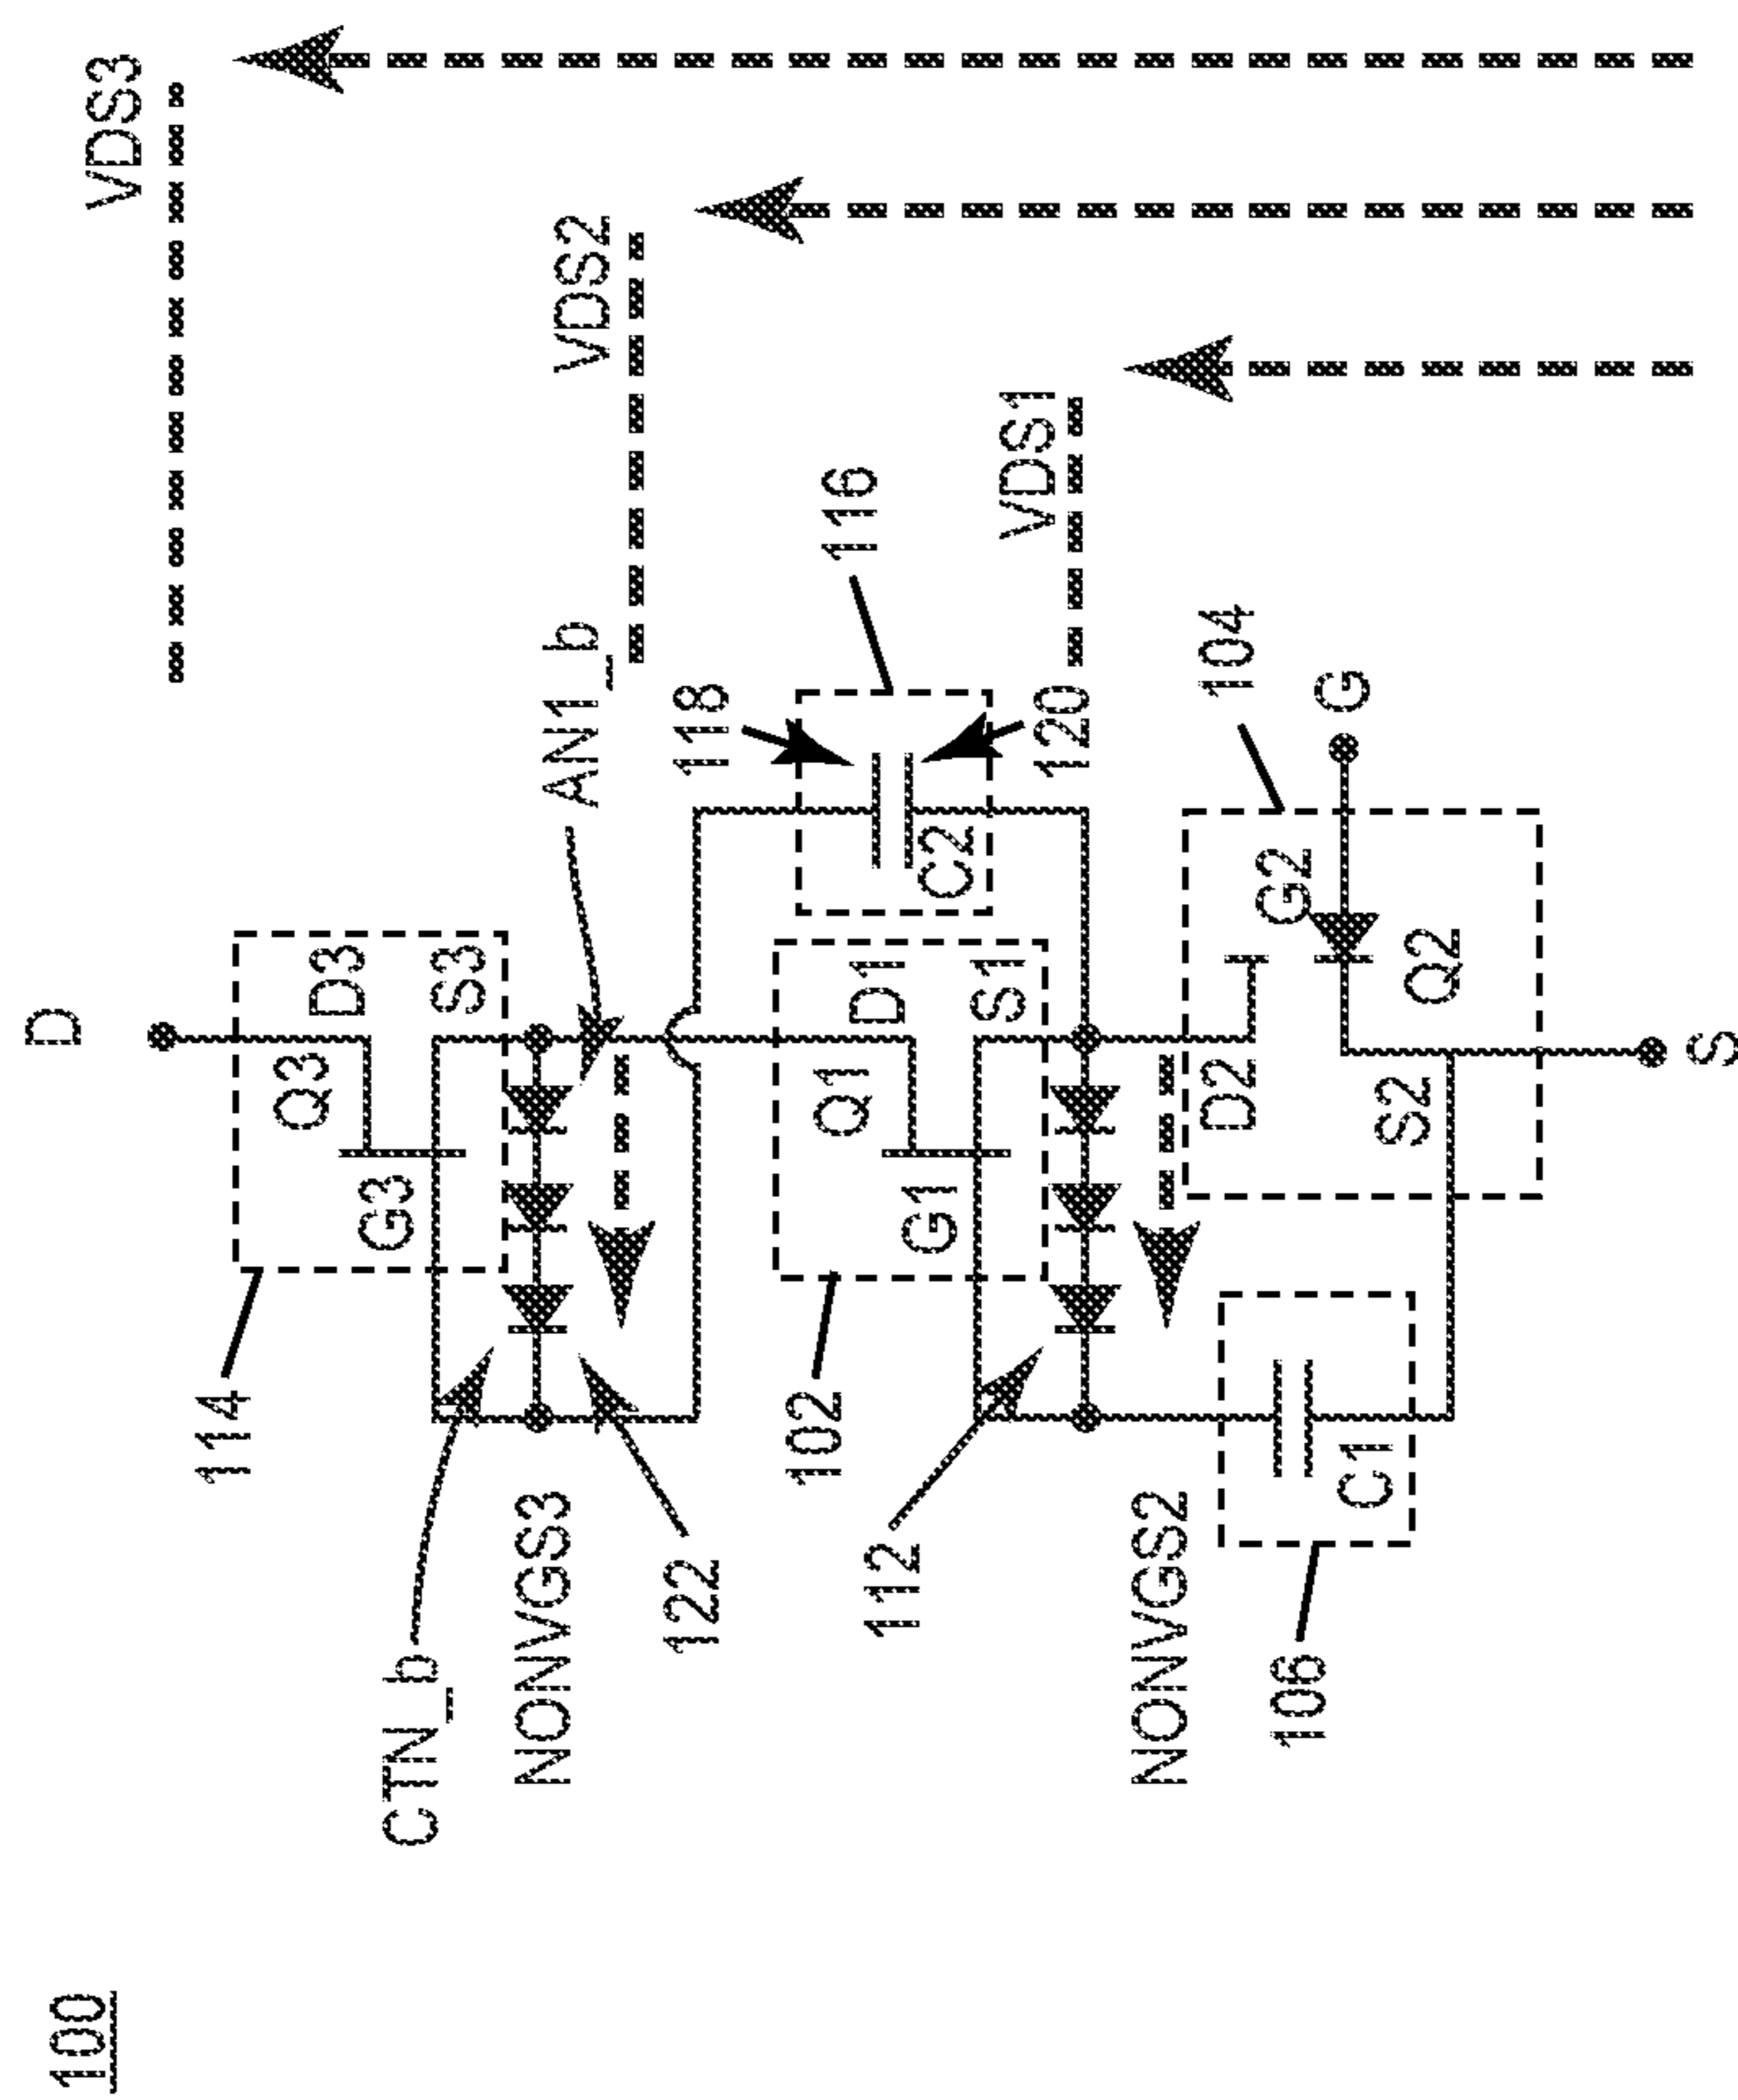 100
D
VDS3
114
Q3
D3
G3
S3
CTN_b
AN1_b
VDS2
NONVGS3
122
118
116
102
Q1
D1
G1
S1
C2
120
VDS1
112
NONVGS2
D2
104
G2
G
106
C1
S2
Q2
S